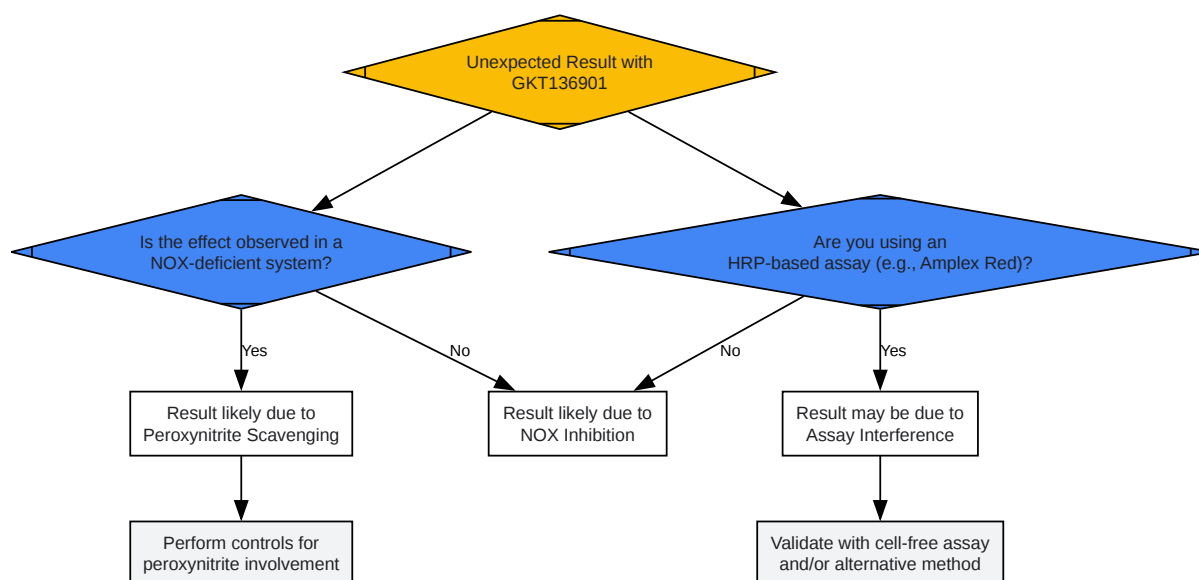 Unexpected Result with
GKT136901
Is the effect observed in a
NOX-deficient system?
Are you using an
HRP-based assay (e.g., Amplex Red)?
Yes
No
No
Yes
Result likely due to
Peroxynitrite Scavenging
Result likely due to
NOX Inhibition
Result may be due to
Assay Interference
Perform controls for
peroxynitrite involvement
Validate with cell-free assay
and/or alternative method